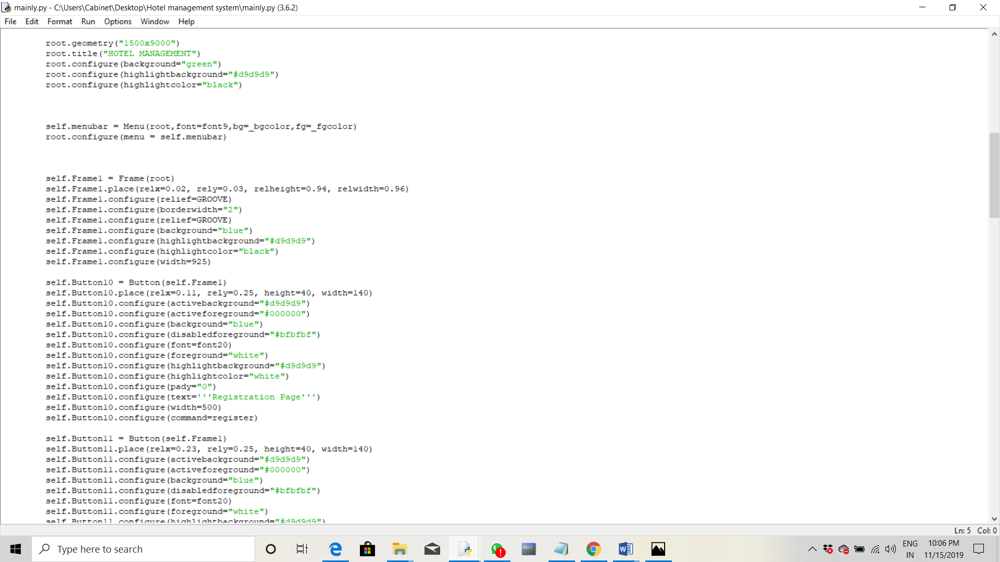 mainly.py - C:\Users\Cabinet\Desktop\Hotel management system\mainly.py (3.6.2)
File Edit Format Run Options Window Help
root.geometry("1500x9000")
root.title("HOTEL MANAGEMENT")
root.configure(background="green")
root.configure(highlightbackground="#d9d9d9")
root.configure(highlightcolor="black")
self.menubar = Menu(root,font=font9,bg=_bgcolor,fg=_fgcolor)
root.configure(menu = self.menubar)
self.Frame1 = Frame(root)
self.Frame1.place(relx=0.02, rely=0.03, relheight=0.94, relwidth=0.96)
self.Frame1.configure(relief=GROOVE)
self.Frame1.configure(borderwidth="2")
self.Frame1.configure(relief=GROOVE)
self.Frame1.configure(background="blue")
self.Frame1.configure(highlightbackground="#d9d9d9")
self.Frame1.configure(highlightcolor="black")
self.Frame1.configure(width=925)
self.Button10 = Button(self.Frame1)
self.Button10.place(relx=0.11, rely=0.25, height=40, width=140)
self.Button10.configure(activebackground="#d9d9d9")
self.Button10.configure(activeforeground="#000000")
self.Button10.configure(background="blue")
self.Button10.configure(disabledforeground="#bfbfbf")
self.Button10.configure(font=font20)
self.Button10.configure(foreground="white")
self.Button10.configure(highlightbackground="#d9d9d9")
self.Button10.configure(highlightcolor="white")
self.Button10.configure(pady="0")
self.Button10.configure(text='''Registration Page''')
self.Button10.configure(width=500)
self.Button10.configure(command=register)
self.Button11 = Button(self.Frame1)
self.Button11.place(relx=0.23, rely=0.25, height=40, width=140)
self.Button11.configure(activebackground="#d9d9d9")
self.Button11.configure(activeforeground="#000000")
self.Button11.configure(background="blue")
self.Button11.configure(disabledforeground="#bfbfbf")
self.Button11.configure(font=font20)
self.Button11.configure(foreground="white")
self.Button11.configure(highlightbackground="#d9d9d9")
Ln: 5 Col: 0
Type here to search
SQL>
ENG
IN
10:06 PM
11/15/2019